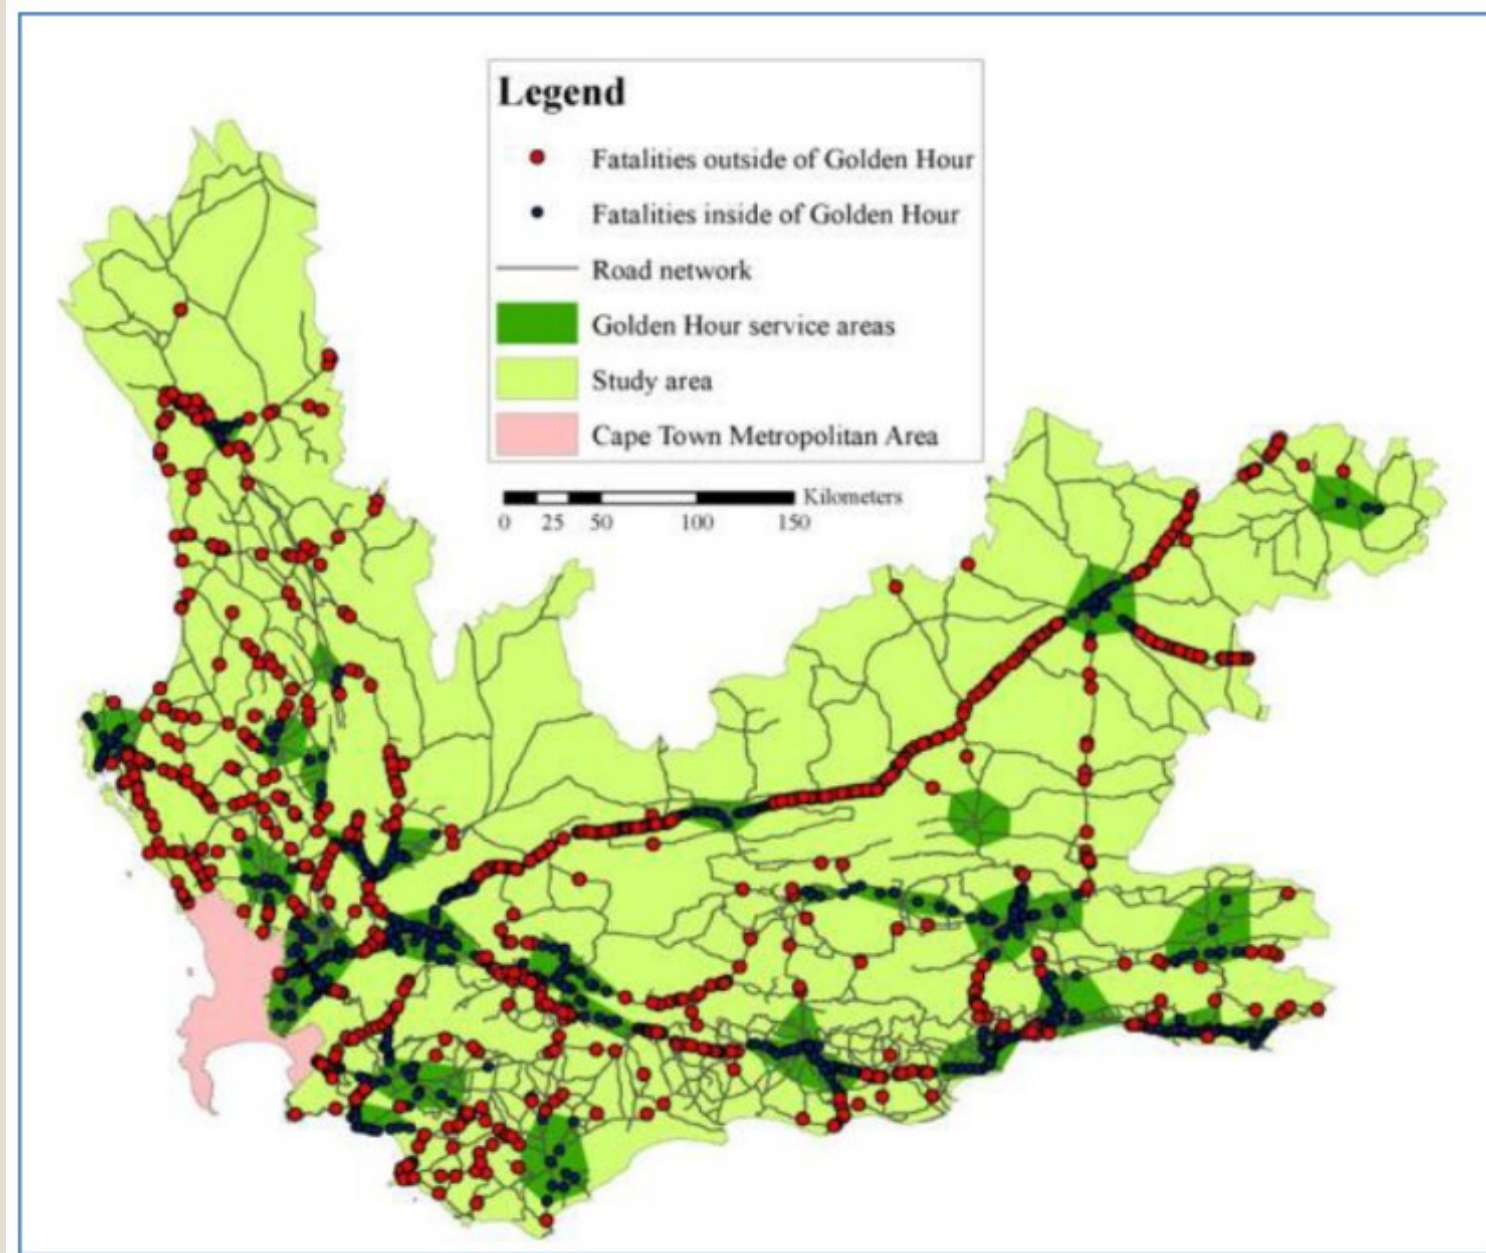 Legend
Fatalities outside of Golden Hour
Fatalities inside of Golden Hour
Road network
Golden Hour service areas
Study area
Cape Town Metropolitan Area
Kilometers
0 25 50 100 150